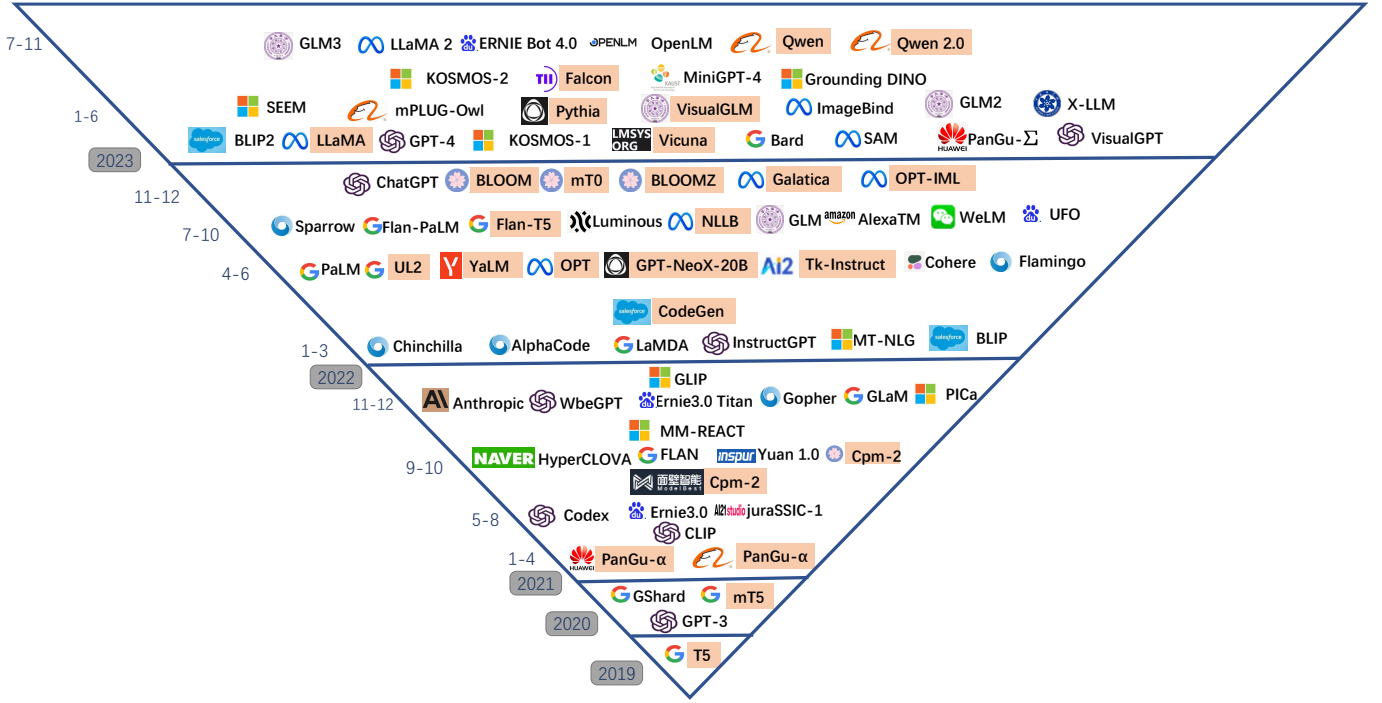 7-11
GLM3 LLaMA 2 du ERNIE Bot 4.0 OPENLM OpenLM Qwen Qwen 2.0
KOSMOS-2 TII Falcon KAUST MiniGPT-4 Grounding DINO
1-6
SEEM mPLUG-Owl Pythia VisualGLM ImageBind GLM2 X-LLM
salesforce BLIP2 LLaMA GPT-4 KOSMOS-1 LMSYS ORG Vicuna Bard SAM HUAWEI PanGu-Σ VisualGPT
2023
11-12
ChatGPT BLOOM mT0 BLOOMZ Galatica OPT-IML
7-10
Sparrow Flan-PaLM Flan-T5 Luminous NLLB GLM amazon AlexaTM WeLM du UFO
4-6
PaLM UL2 Y YaLM OPT GPT-NeoX-20B Ai2 Tk-Instruct Cohere Flamingo
salesforce CodeGen
1-3
Chinchilla AlphaCode LaMDA InstructGPT MT-NLG salesforce BLIP
2022
GLIP
11-12
AI Anthropic WbeGPT du Ernie3.0 Titan Gopher GLaM PICa
MM-REACT
9-10
NAVER HyperCLOVA FLAN inspur Yuan 1.0 Cpm-2
面壁智能 ModelBest Cpm-2
5-8
Codex du Ernie3.0 AI21studio juraSSIC-1
CLIP
1-4
HUAWEI PanGu-α PanGu-α
2021
GShard mT5
2020
GPT-3
T5
2019